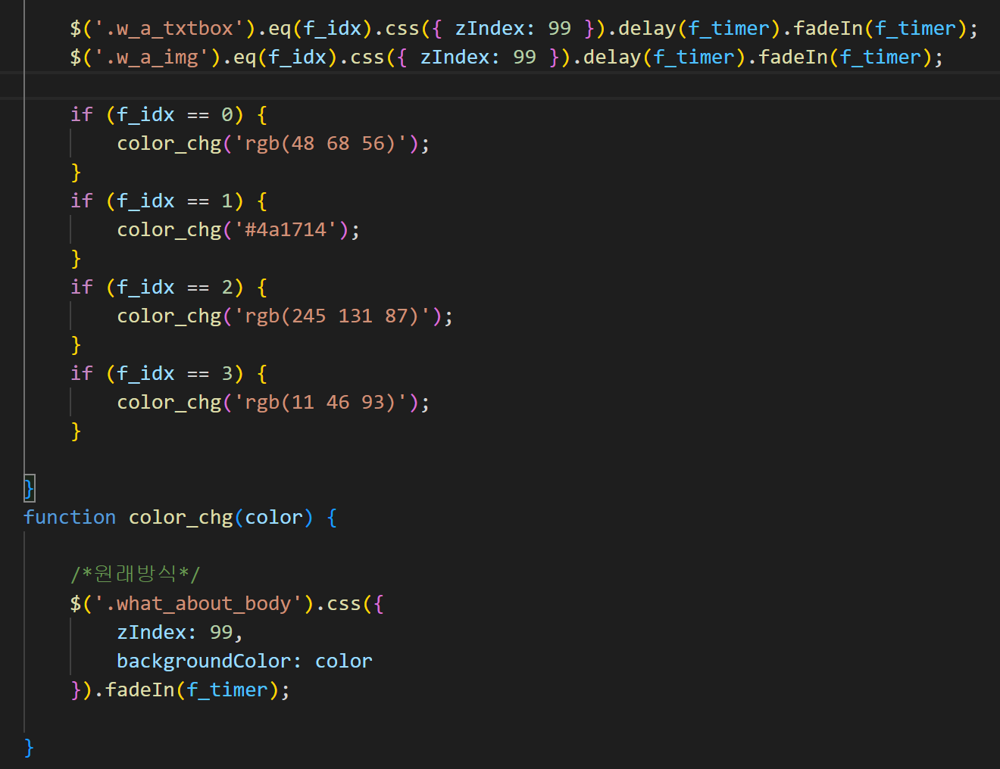 $('.w_a_txtbox').eq(f_idx).css({ zIndex: 99 }).delay(f_timer).fadeIn(f_timer);
$('.w_a_img').eq(f_idx).css({ zIndex: 99 }).delay(f_timer).fadeIn(f_timer);
if (f_idx == 0) {
color_chg('rgb(48 68 56)');
}
if (f_idx == 1) {
color_chg('#4a1714');
}
if (f_idx == 2) {
color_chg('rgb(245 131 87)');
}
if (f_idx == 3) {
color_chg('rgb(11 46 93)');
}
}
function color_chg(color) {
/*원래방식*/
$('.what_about_body').css({
zIndex: 99,
backgroundColor: color
}).fadeIn(f_timer);
}